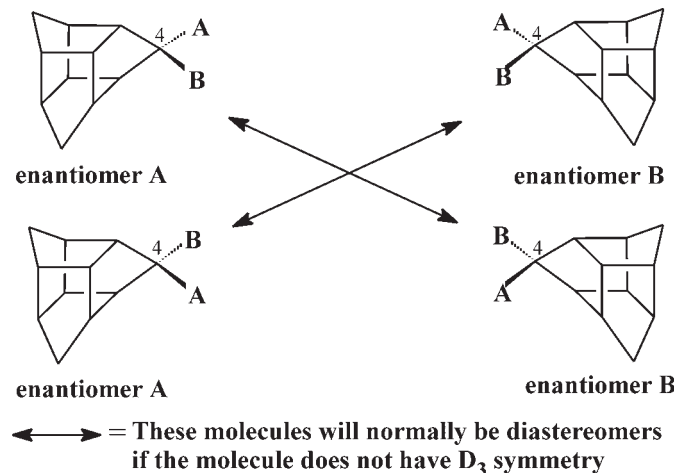 4 A
B
A 4
B
enantiomer A
enantiomer B
4 B
A
B 4
A
enantiomer A
enantiomer B
= These molecules will normally be diastereomers
if the molecule does not have D₃ symmetry